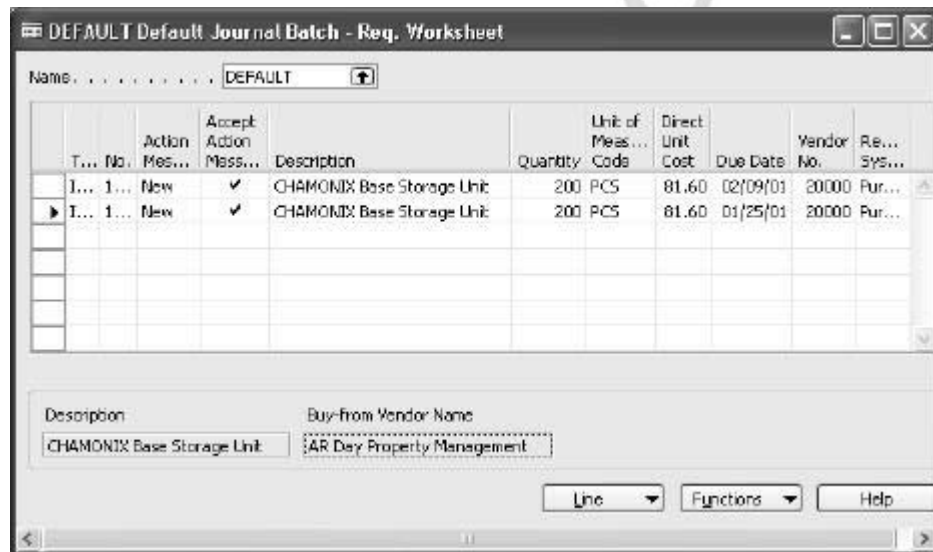 DEFAULT Default Journal Batch - Req. Worksheet
Name. . . . . . . . . . DEFAULT
T... No. Action Mes... Accept Action Mess... Description Quantity Unit of Meas... Code Direct Unit Cost Due Date Vendor No. Re... Sys...
I... 1... New ✔ CHAMONIX Base Storage Unit 200 PCS 81.60 02/09/01 20000 Pur...
I... 1... New ✔ CHAMONIX Base Storage Unit 200 PCS 81.60 01/25/01 20000 Pur...
Description Buy-from Vendor Name
CHAMONIX Base Storage Unit AR Day Property Management
Line Functions Help